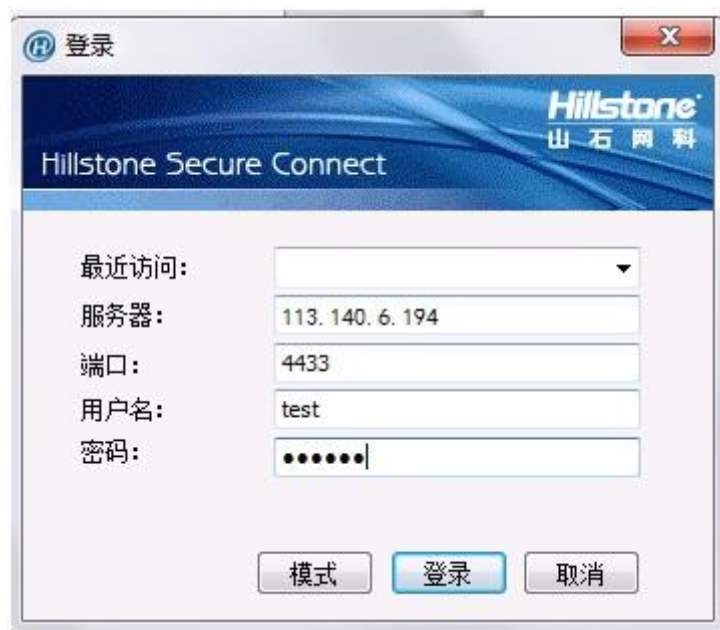 登录
Hillstone
山石网科
Hillstone Secure Connect
最近访问：
服务器： 113.140.6.194
端口： 4433
用户名： test
密码： ●●●●●●
模式 登录 取消